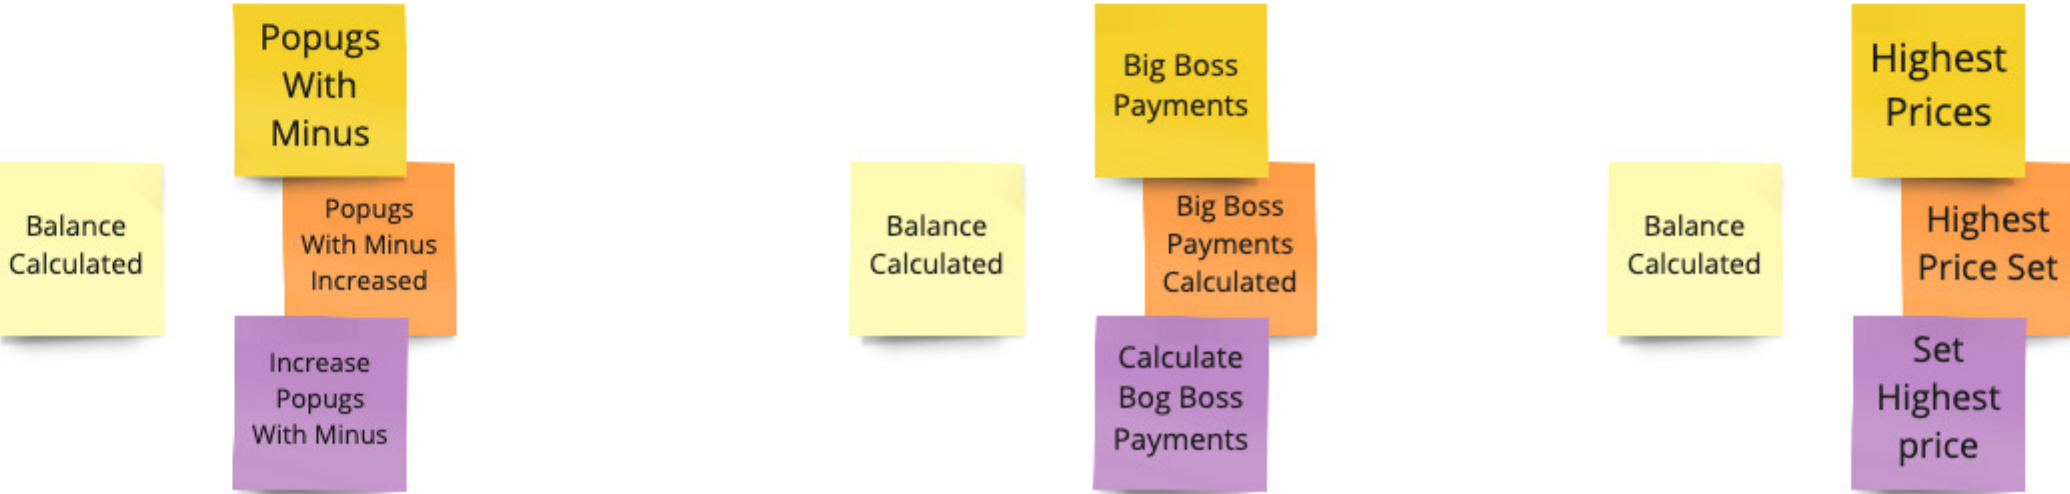 Popugs
With
Minus
Balance
Calculated
Popugs
With Minus
Increased
Increase
Popugs
With Minus
Big Boss
Payments
Balance
Calculated
Big Boss
Payments
Calculated
Calculate
Bog Boss
Payments
Highest
Prices
Balance
Calculated
Highest
Price Set
Set
Highest
price